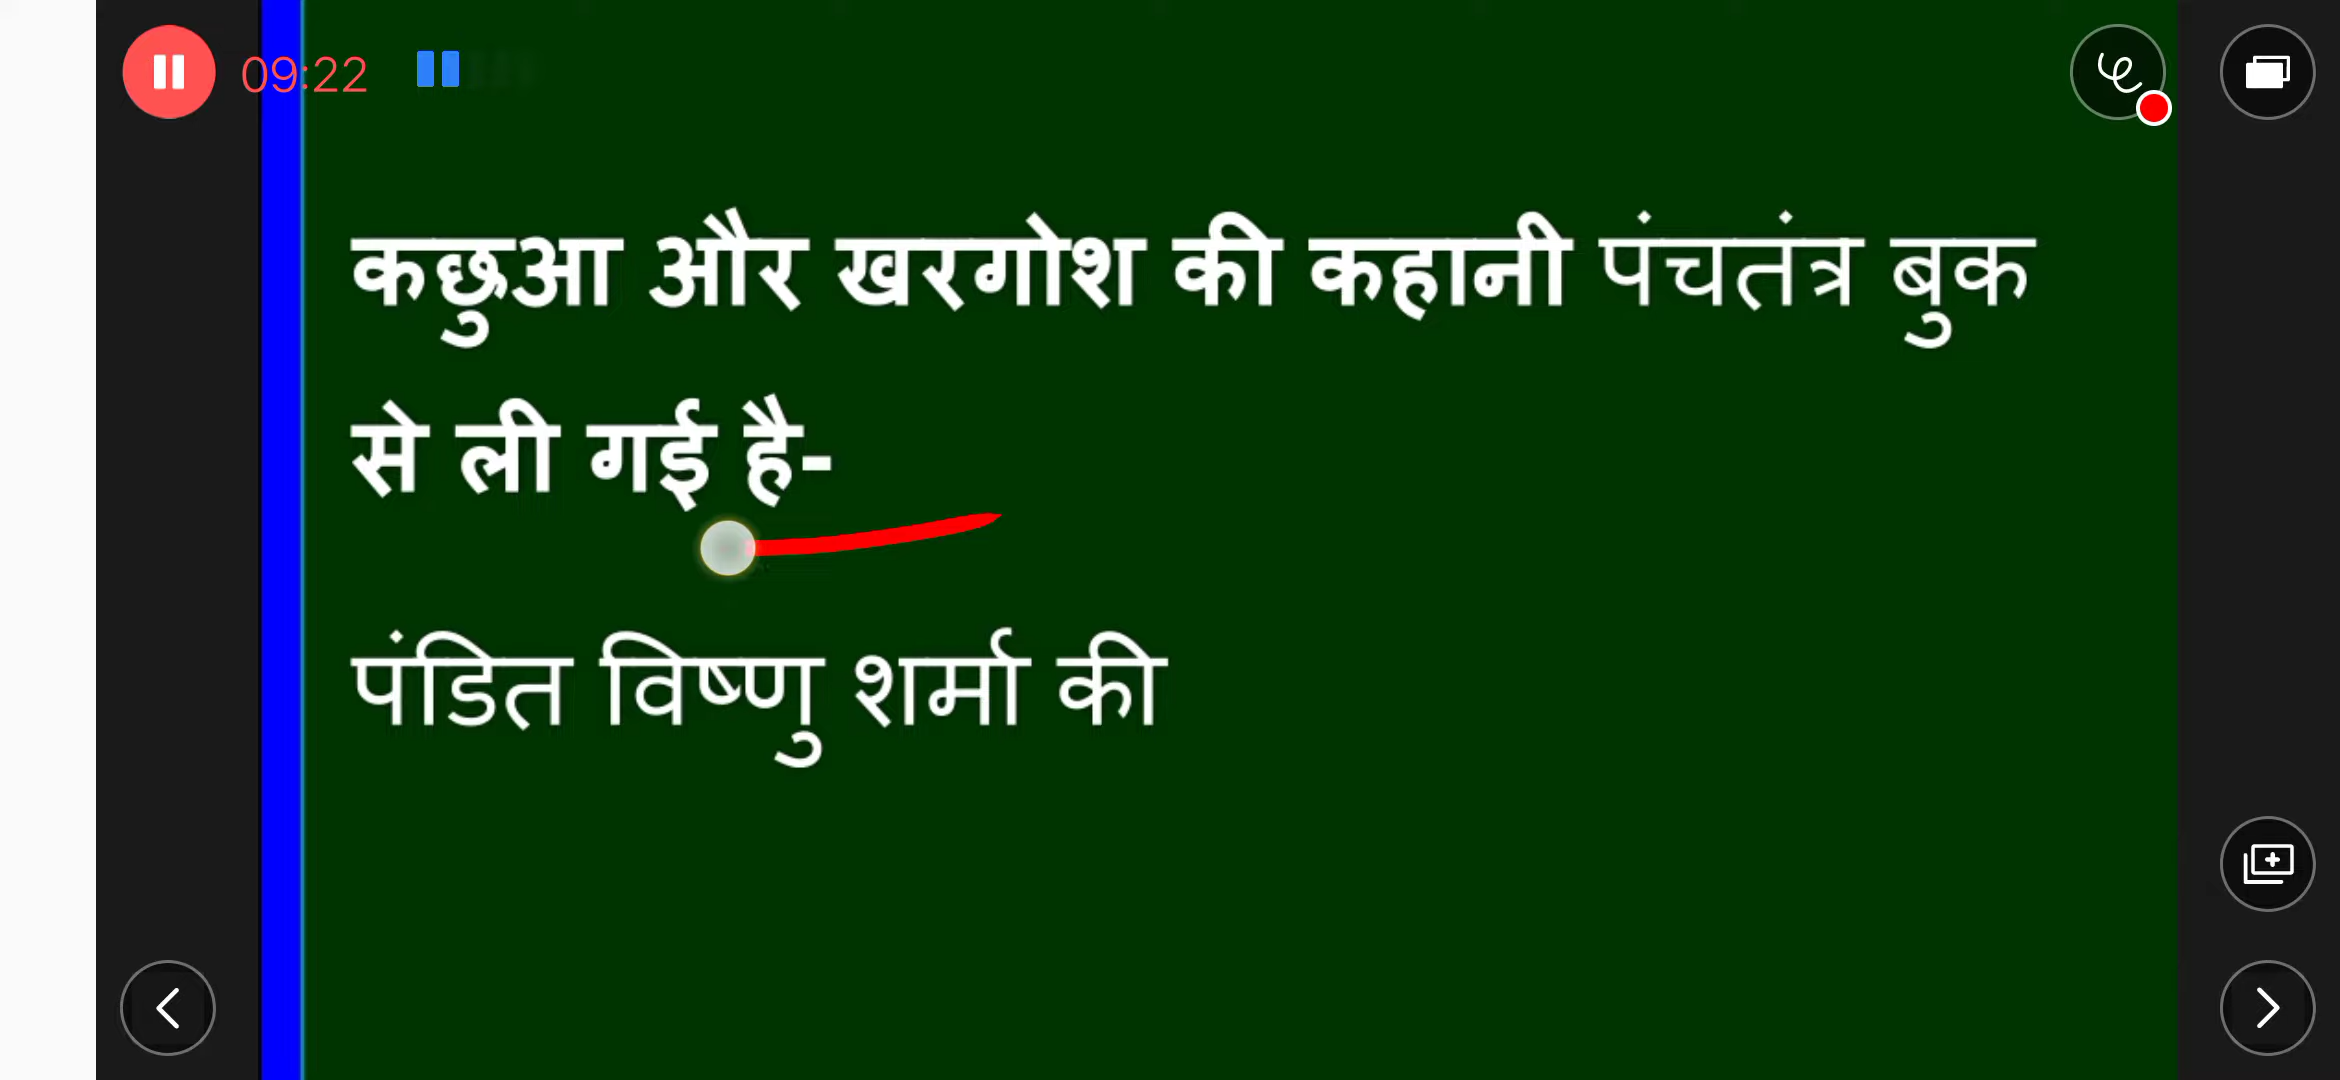 09:22
कछुआ और खरगोश की कहानी पंचतंत्र बुक
से ली गई है-
पंडित विष्णु शर्मा की